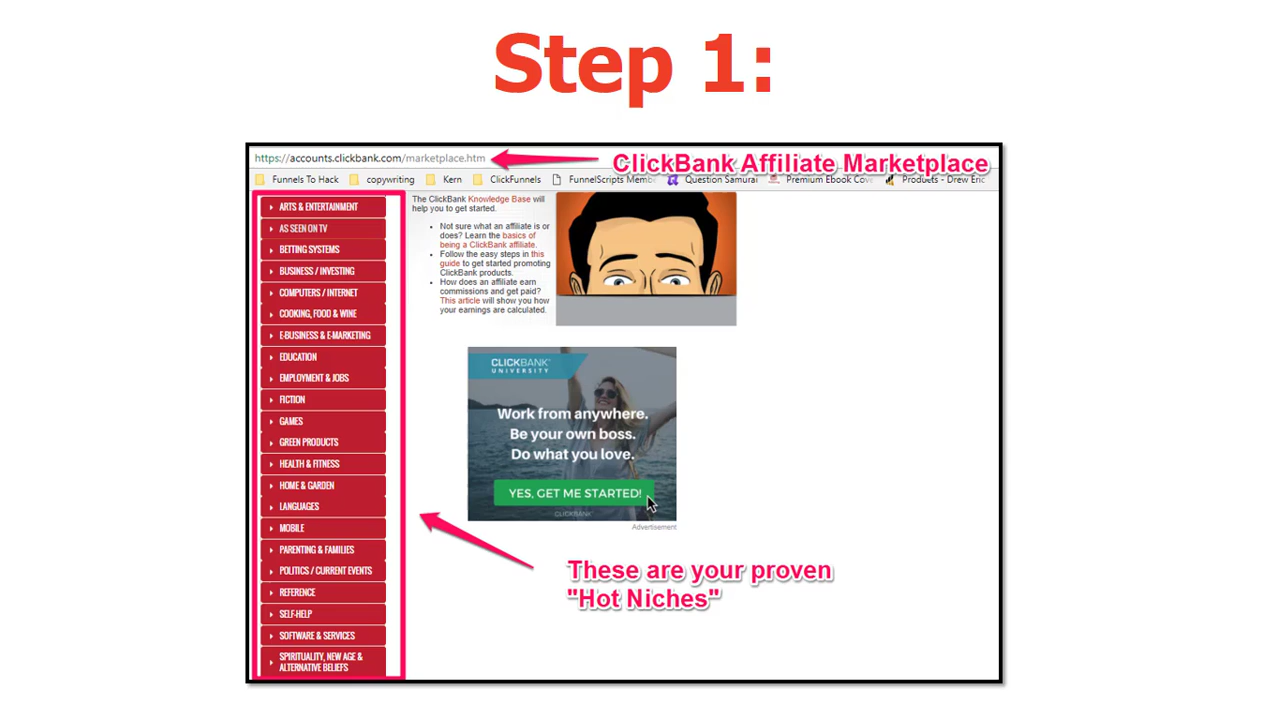 Step 1:
https://accounts.clickbank.com/marketplace.htm
ClickBank Affiliate Marketplace
Funnels To Hack
copywriting
Kern
ClickFunnels
FunnelScripts Memb
Question Samurai
Premium Ebook Cov
Products - Drew Eric
ARTS & ENTERTAINMENT
AS SEEN ON TV
BETTING SYSTEMS
BUSINESS / INVESTING
COMPUTERS / INTERNET
COOKING, FOOD & WINE
E-BUSINESS & E-MARKETING
EDUCATION
EMPLOYMENT & JOBS
FICTION
GAMES
GREEN PRODUCTS
HEALTH & FITNESS
HOME & GARDEN
LANGUAGES
MOBILE
PARENTING & FAMILIES
POLITICS / CURRENT EVENTS
REFERENCE
SELF-HELP
SOFTWARE & SERVICES
SPIRITUALITY, NEW AGE &
ALTERNATIVE BELIEFS
The ClickBank Knowledge Base will
help you to get started.
Not sure what an affiliate is or
does? Learn the basics of
being a ClickBank affiliate.
Follow the easy steps in this
guide to get started promoting
ClickBank products.
How does an affiliate earn
commissions and get paid?
This article will show you how
your earnings are calculated.
CLICKBANK
UNIVERSITY
Work from anywhere.
Be your own boss.
Do what you love.
YES, GET ME STARTED!
CLICKBANK
Advertisement
These are your proven
"Hot Niches"